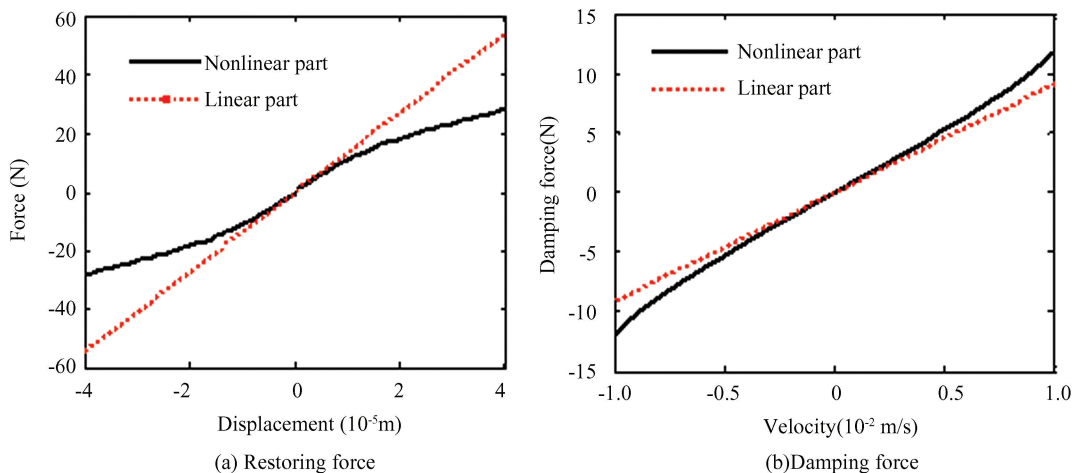 60
40
20
0
-20
-40
-60
-4
-2
0
2
4
Force (N)
Nonlinear part
Linear part
Displacement (10⁻⁵m)
(a) Restoring force
15
10
5
0
-5
-10
-15
-1.0
-0.5
0
0.5
1.0
Damping force(N)
Nonlinear part
Linear part
Velocity(10⁻² m/s)
(b)Damping force